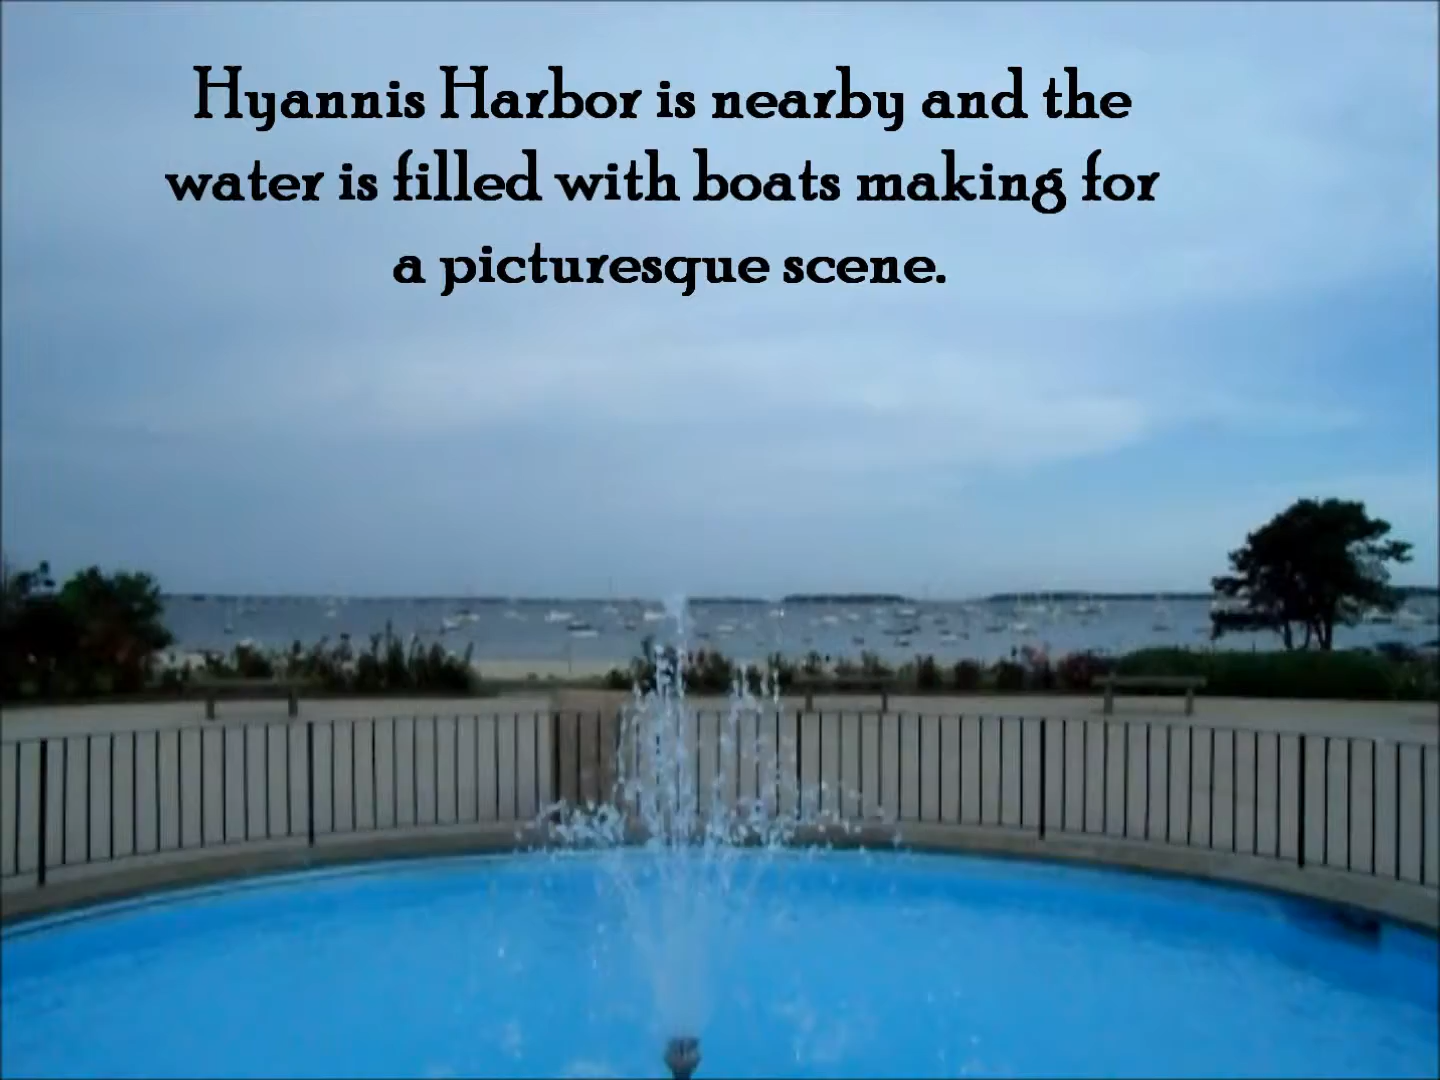 Hyannis Harbor is nearby and the
water is filled with boats making for
a picturesque scene.